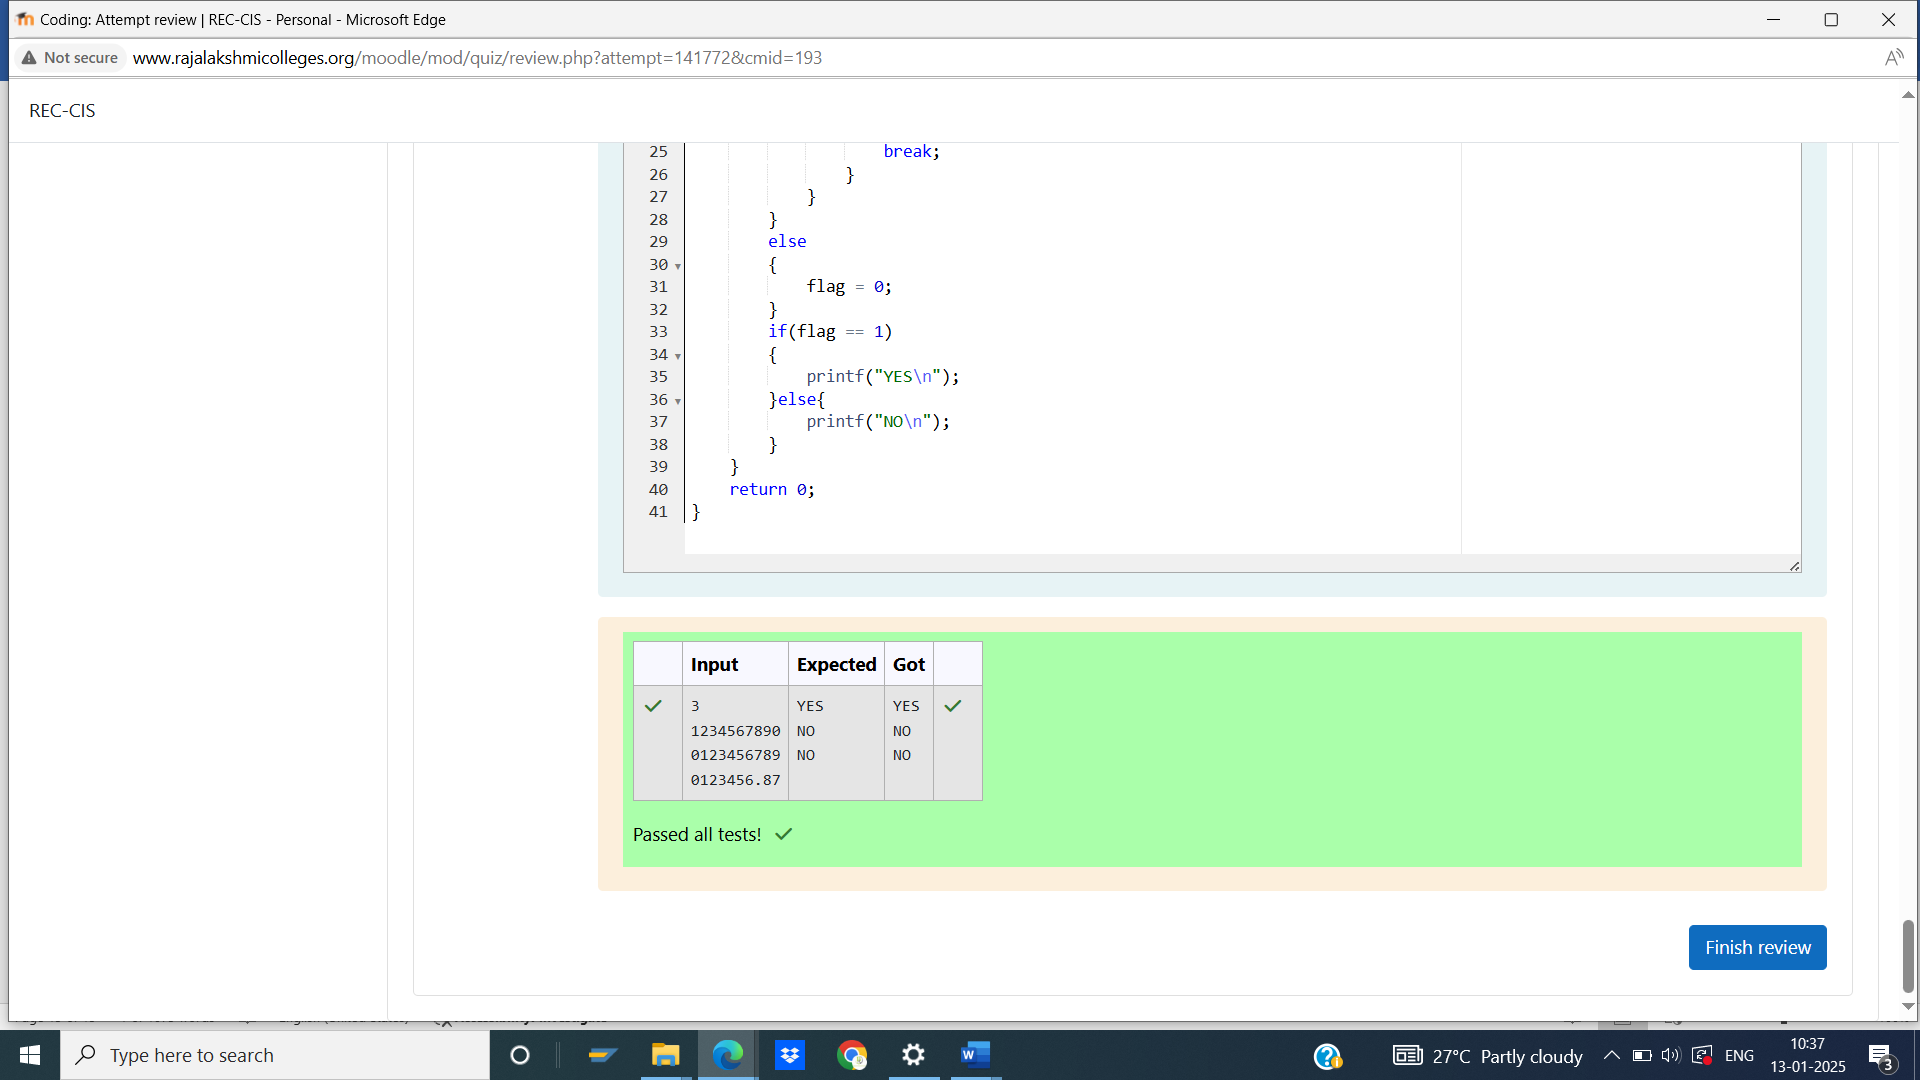 Coding: Attempt review | REC-CIS - Personal - Microsoft Edge
Not secure www.rajalakshmicolleges.org/moodle/mod/quiz/review.php?attempt=141772&cmid=193
REC-CIS
25 break;
26 }
27 }
28 }
29 else
30 {
31 flag = 0;
32 }
33 if(flag == 1)
34 {
35 printf("YES\n");
36 }else{
37 printf("NO\n");
38 }
39 }
40 return 0;
41 }
Input Expected Got
3 YES YES
1234567890 NO NO
0123456789 NO NO
0123456.87
Passed all tests!
Finish review
Type here to search
27°C Partly cloudy
ENG
10:37
13-01-2025
3